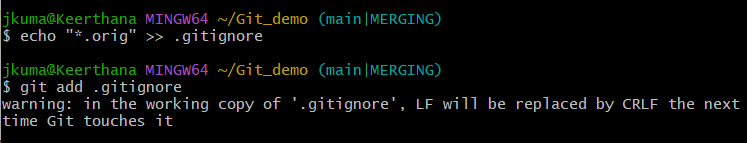 jkuma@Keerthana MINGW64 ~/Git_demo (main|MERGING)
$ echo "*.orig" >> .gitignore
jkuma@Keerthana MINGW64 ~/Git_demo (main|MERGING)
$ git add .gitignore
warning: in the working copy of '.gitignore', LF will be replaced by CRLF the next
time Git touches it